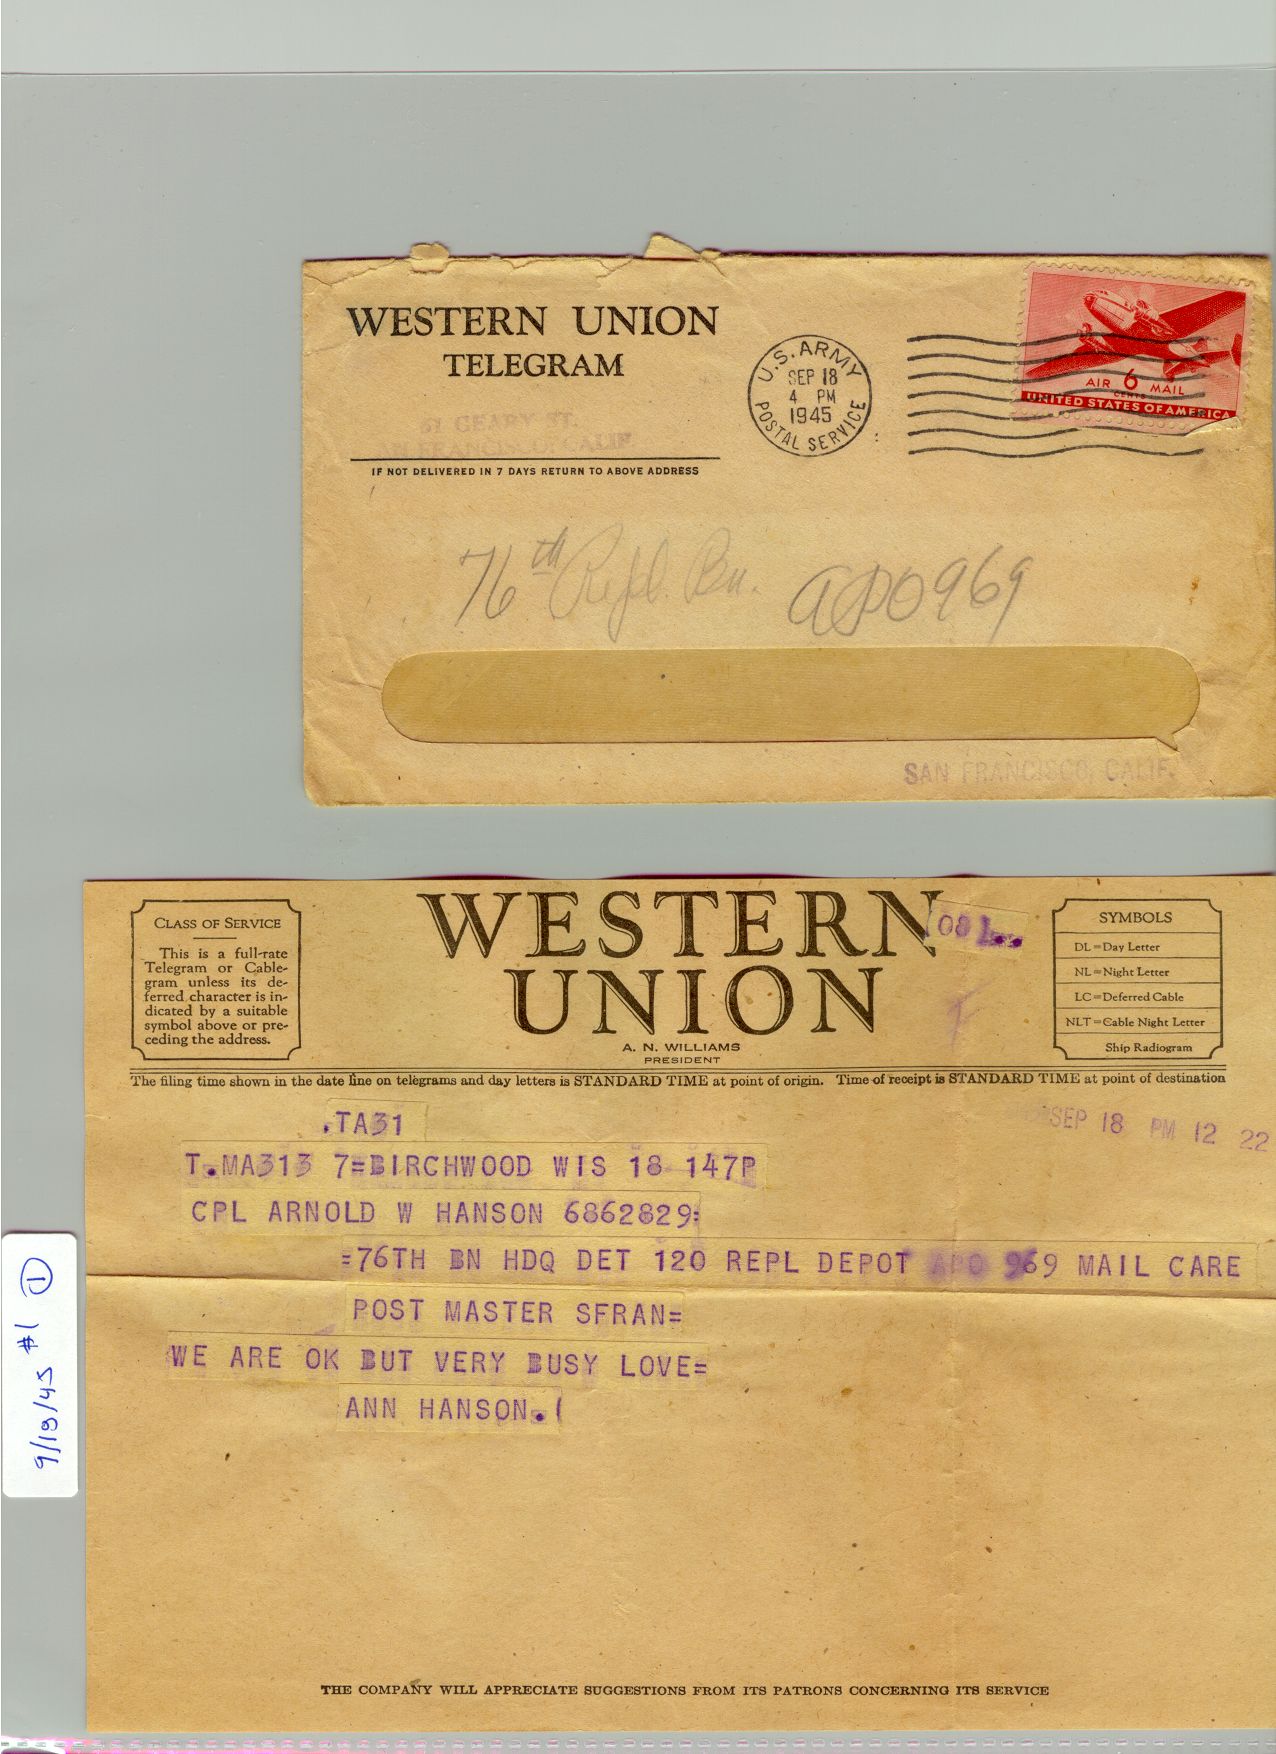 WESTERN UNION
TELEGRAM
61 GEARY ST.
FRANCISCO CALIF.
IF NOT DELIVERED IN 7 DAYS RETURN TO ABOVE ADDRESS
U.S. ARMY
SEP 18
4 PM
1945
POSTAL SERVICE
AIR 6 MAIL
CENTS
UNITED STATES OF AMERICA
76th Repl. Bn. APO 969
SAN FRANCISCO, CALIF.
CLASS OF SERVICE
This is a full-rate
Telegram or Cable-
gram unless its de-
ferred character is in-
dicated by a suitable
symbol above or pre-
ceding the address.
WESTERN
UNION
A. N. WILLIAMS
PRESIDENT
SYMBOLS
DL=Day Letter
NL=Night Letter
LC=Deferred Cable
NLT=Cable Night Letter
Ship Radiogram
The filing time shown in the date line on telegrams and day letters is STANDARD TIME at point of origin. Time of receipt is STANDARD TIME at point of destination
SEP 18 PM 12 22
.TA31
T.MA313 7=BIRCHWOOD WIS 18 147P
CPL ARNOLD W HANSON 6862829=
=76TH BN HDQ DET 120 REPL DEPOT APO 969 MAIL CARE
POST MASTER SFRAN=
WE ARE OK BUT VERY BUSY LOVE=
ANN HANSON.(
9/19/45 #1 1
THE COMPANY WILL APPRECIATE SUGGESTIONS FROM ITS PATRONS CONCERNING ITS SERVICE